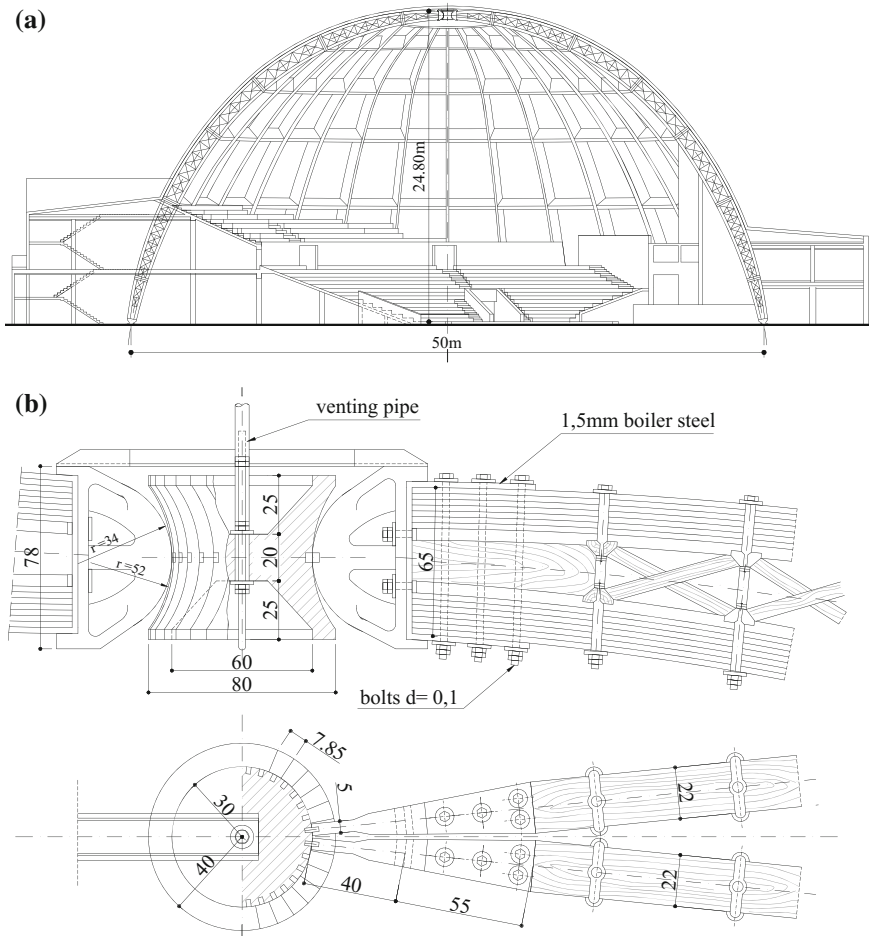 (a)
24.80m
50m
(b)
venting pipe
1,5mm boiler steel
78
r =34
r =52
25
20
25
65
60
80
bolts d= 0,1
7.85
5
30
40
22
22
40
55